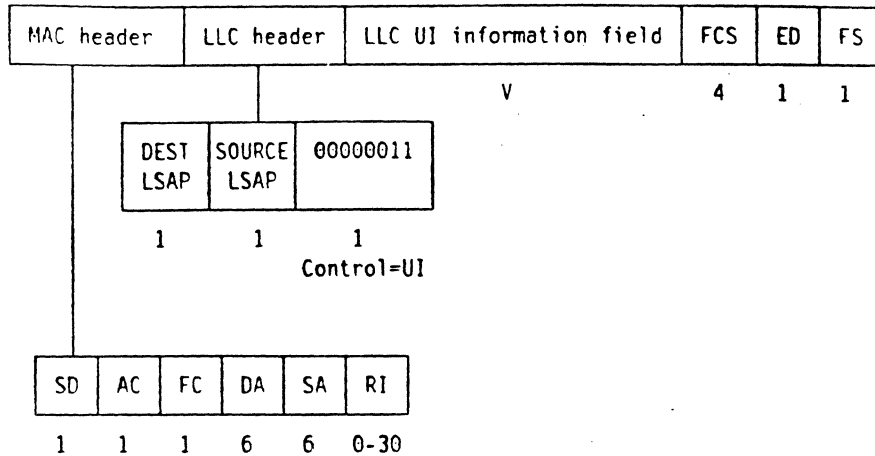 MAC header LLC header LLC UI information field FCS ED FS
V 4 1 1
DEST LSAP SOURCE LSAP 00000011
1 1 1
Control=UI
SD AC FC DA SA RI
1 1 1 6 6 0-30